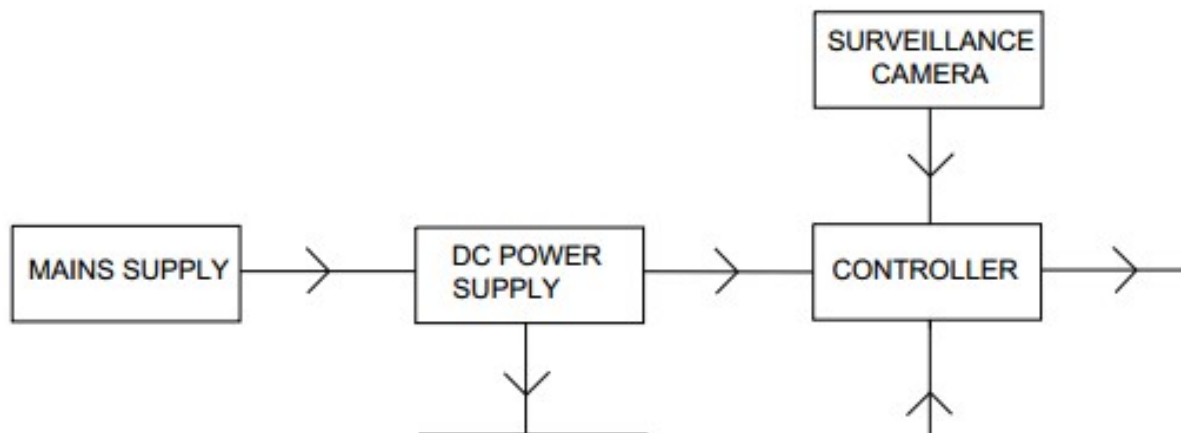 SURVEILLANCE
CAMERA
MAINS SUPPLY
DC POWER
SUPPLY
CONTROLLER